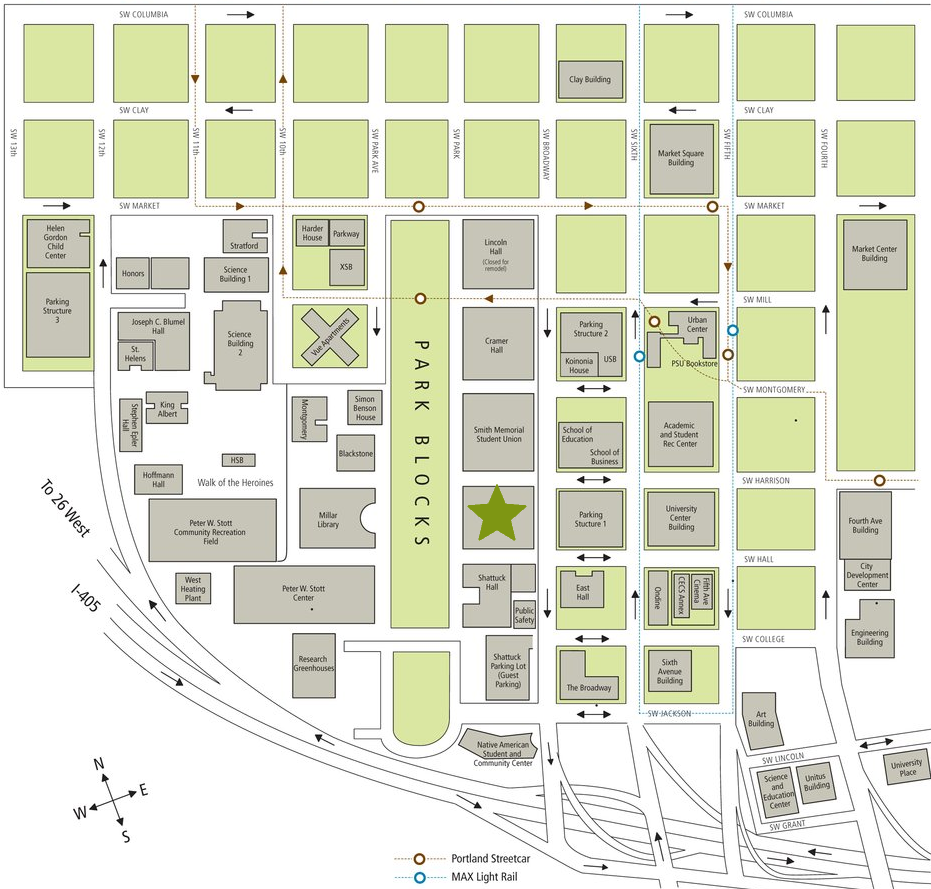 SW COLUMBIA
SW COLUMBIA
Clay Building
SW CLAY
SW CLAY
SW 13th
SW 12th
SW 11th
SW 10th
SW PARK AVE
SW PARK
SW BROADWAY
SW SIXTH
SW FIFTH
SW FOURTH
Market Square
Building
SW MARKET
SW MARKET
Helen
Gordon
Child
Center
Stratford
Harder
House
Parkway
XSB
Lincoln
Hall
(Closed for
remodel)
Market Center
Building
Honors
Science
Building 1
Parking
Structure
3
SW MILL
Joseph C. Blumel
Hall
St.
Helens
Science
Building
2
Vue Apartments
Cramer
Hall
Parking
Structure 2
Koinonia
House
USB
Urban
Center
PSU Bookstore
PARK BLOCKS
SW MONTGOMERY
Stephen Epler
Hall
King
Albert
Montgomery
Simon
Benson
House
Blackstone
Smith Memorial
Student Union
School of
Education
School of
Business
Academic
and Student
Rec Center
HSB
Hoffmann
Hall
Walk of the Heroines
SW HARRISON
To 26 West
Peter W. Stott
Community Recreation
Field
Millar
Library
Parking
Stucture 1
University
Center
Building
Fourth Ave
Building
SW HALL
City
Development
Center
I-405
West
Heating
Plant
Peter W. Stott
Center
Shattuck
Hall
Public
Safety
East
Hall
Ondine
CECS Annex
Fifth Ave
Cinema
Engineering
Building
SW COLLEGE
Research
Greenhouses
Shattuck
Parking Lot
(Guest
Parking)
The Broadway
Sixth
Avenue
Building
SW JACKSON
Art
Building
Native American
Student and
Community Center
SW LINCOLN
University
Place
Science
and
Education
Center
Unitus
Building
SW GRANT
N
W E
S
Portland Streetcar
MAX Light Rail